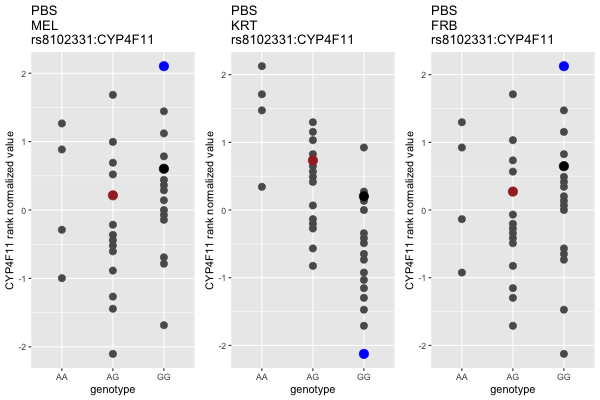 PBS
MEL
rs8102331:CYP4F11
CYP4F11 rank normalized value
2
1
0
-1
-2
AA
AG
GG
genotype
PBS
KRT
rs8102331:CYP4F11
CYP4F11 rank normalized value
2
1
0
-1
-2
AA
AG
GG
genotype
PBS
FRB
rs8102331:CYP4F11
CYP4F11 rank normalized value
2
1
0
-1
-2
AA
AG
GG
genotype